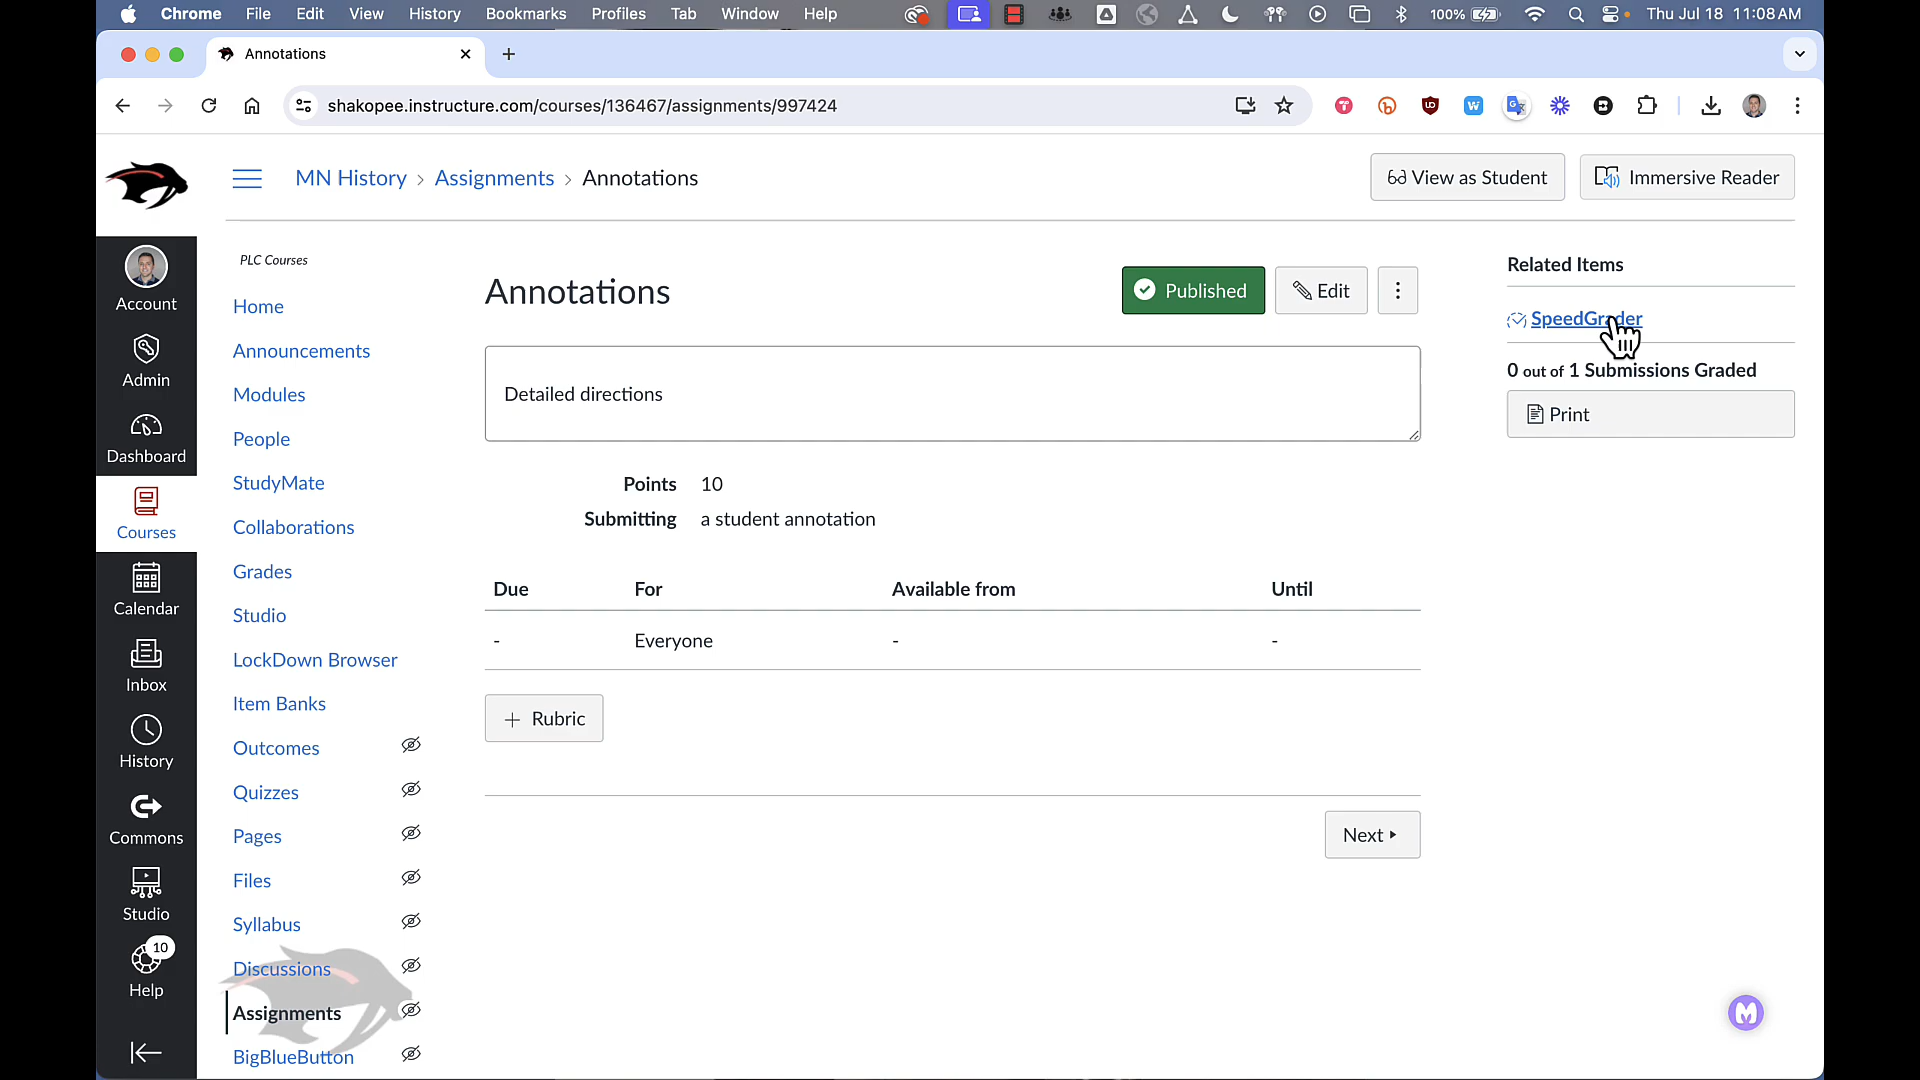 Chrome File Edit View History Bookmarks Profiles Tab Window Help 100% Thu Jul 18 11:08 AM
Annotations
shakopee.instructure.com/courses/136467/assignments/997424
MN History › Assignments › Annotations
View as Student
Immersive Reader
Account
Admin
Dashboard
Courses
Calendar
Inbox
History
Commons
Studio
10
Help
PLC Courses
Home
Announcements
Modules
People
StudyMate
Collaborations
Grades
Studio
LockDown Browser
Item Banks
Outcomes
Quizzes
Pages
Files
Syllabus
Discussions
Assignments
BigBlueButton
Annotations
Published
Edit
Detailed directions
Points 10
Submitting a student annotation
Due For Available from Until
- Everyone - -
+ Rubric
Next
Related Items
SpeedGrader
0 out of 1 Submissions Graded
Print